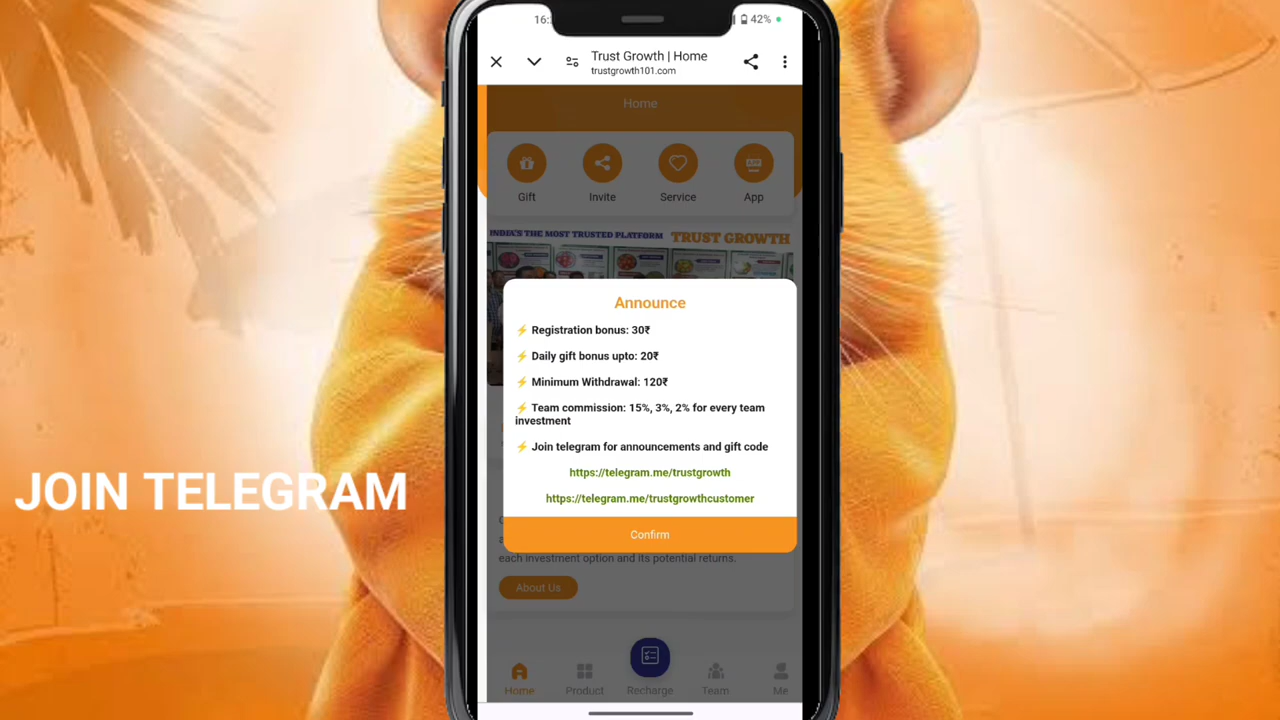 16:
42%
Trust Growth | Home
trustgrowth101.com
Home
Gift
Invite
Service
App
INDIA'S THE MOST TRUSTED PLATFORM TRUST GROWTH
Announce
⚡ Registration bonus: 30₹
⚡ Daily gift bonus upto: 20₹
⚡ Minimum Withdrawal: 120₹
⚡ Team commission: 15%, 3%, 2% for every team
investment
⚡ Join telegram for announcements and gift code
https://telegram.me/trustgrowth
https://telegram.me/trustgrowthcustomer
Confirm
each investment option and its potential returns.
About Us
Home
Product
Recharge
Team
Me
JOIN TELEGRAM